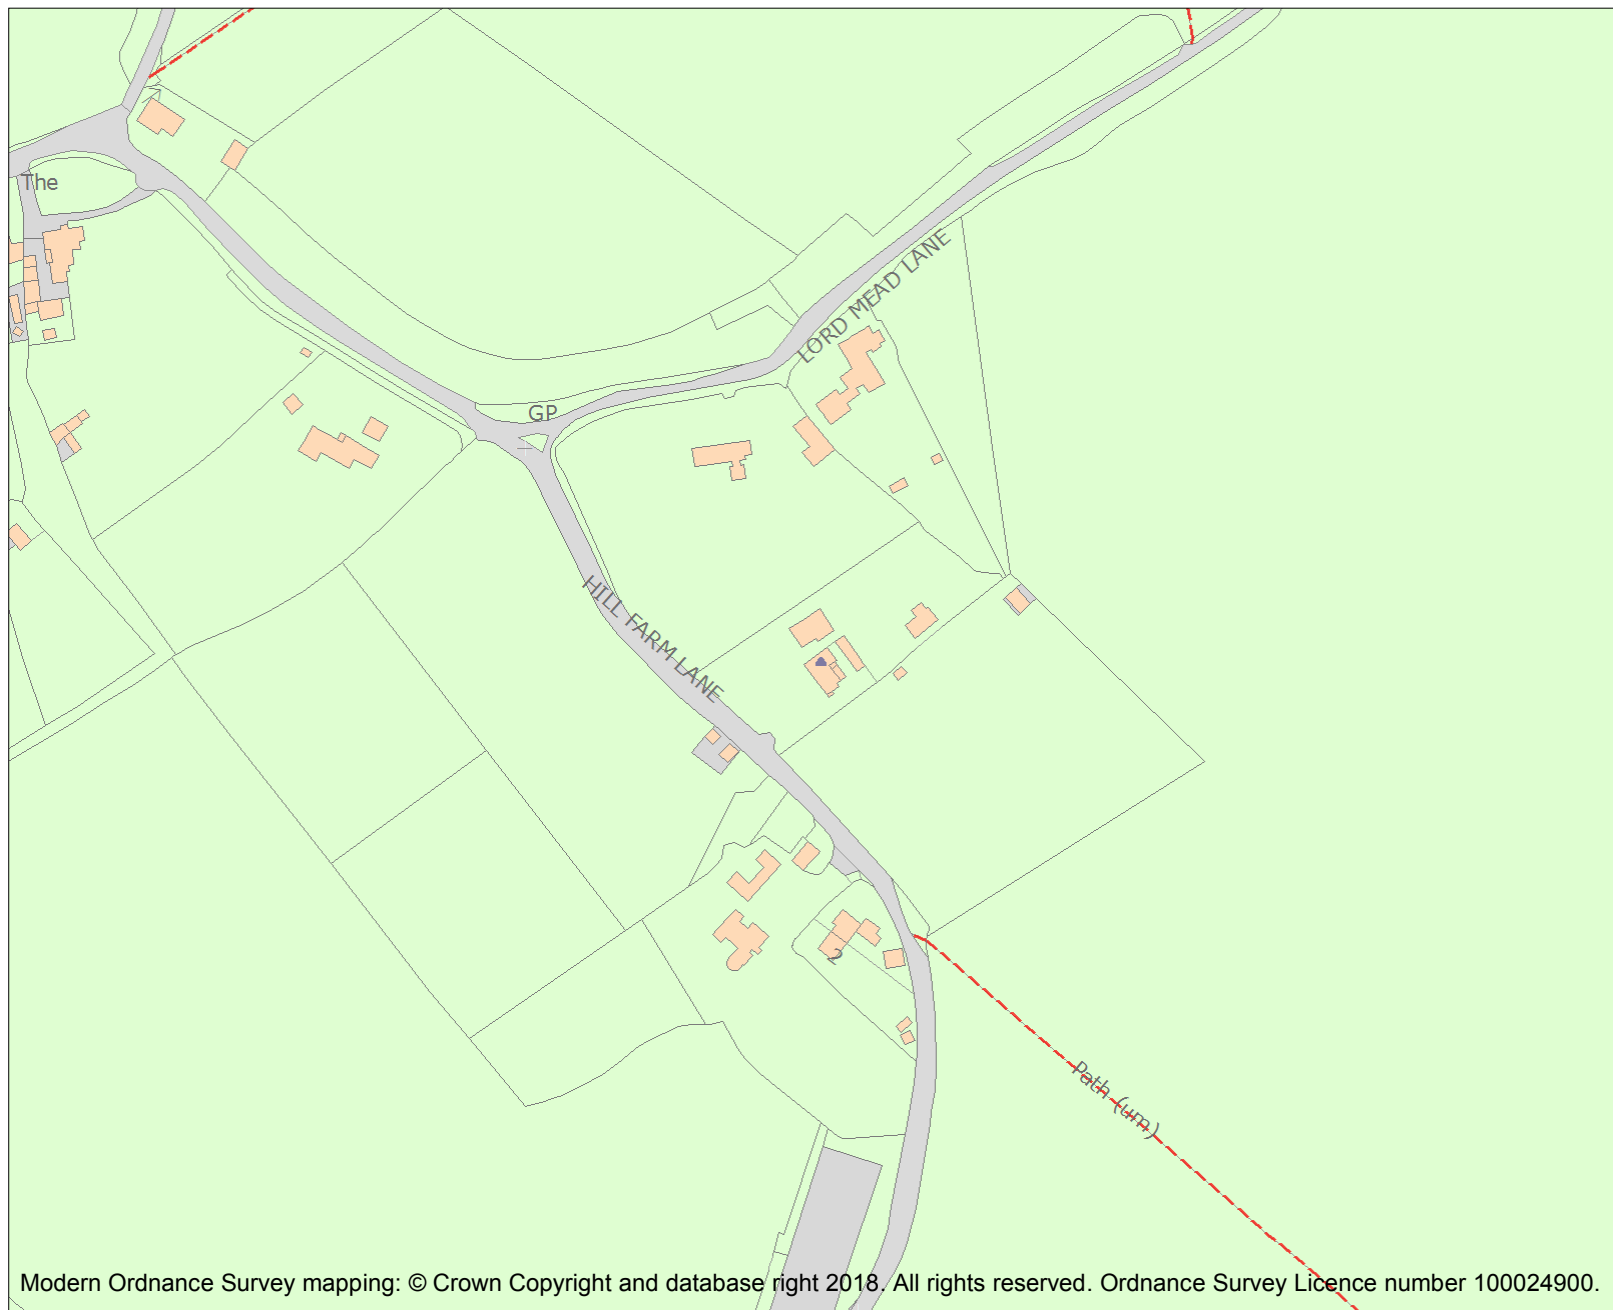 The
LORD MEAD LANE
GP
HILL FARM LANE
2
Path (um)
Modern Ordnance Survey mapping: © Crown Copyright and database right 2018. All rights reserved. Ordnance Survey Licence number 100024900.